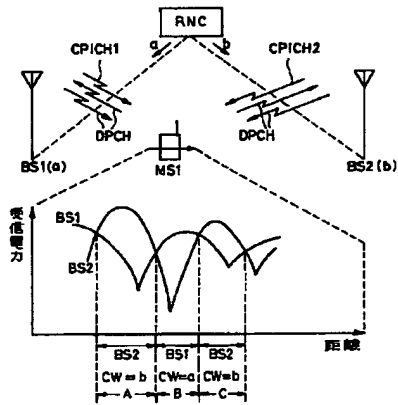 RNC
a b
CPICH1 CPICH2
DPCH DPCH
BS1(a) MS1 BS2(b)
受信電力
BS1
BS2
距離
BS2 BS1 BS2
CW=b CW=a CW=b
A B C